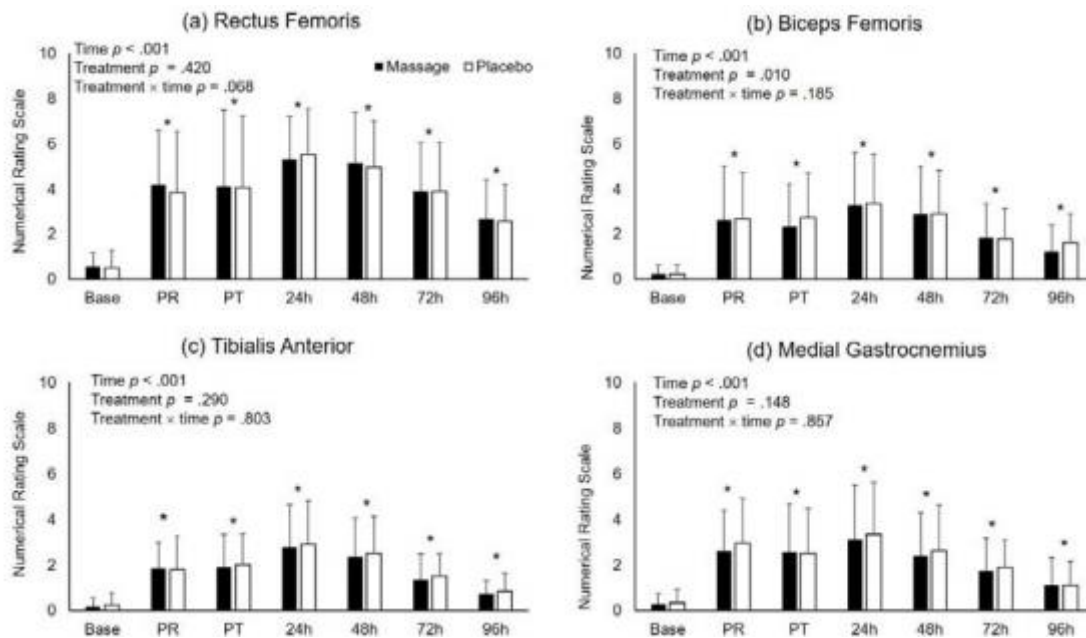 (a) Rectus Femoris
Time p < .001
Treatment p = .420
Treatment × time p = .068
Massage Placebo
Numerical Rating Scale
10
8
6
4
2
0
* * * * * *
Base PR PT 24h 48h 72h 96h
(b) Biceps Femoris
Time p < .001
Treatment p = .010
Treatment × time p = .185
Numerical Rating Scale
10
8
6
4
2
0
* * * * * *
Base PR PT 24h 48h 72h 96h
(c) Tibialis Anterior
Time p < .001
Treatment p = .290
Treatment × time p = .803
Numerical Rating Scale
10
8
6
4
2
0
* * * * * *
Base PR PT 24h 48h 72h 96h
(d) Medial Gastrocnemius
Time p < .001
Treatment p = .148
Treatment × time p = .857
Numerical Rating Scale
10
8
6
4
2
0
* * * * * *
Base PR PT 24h 48h 72h 96h